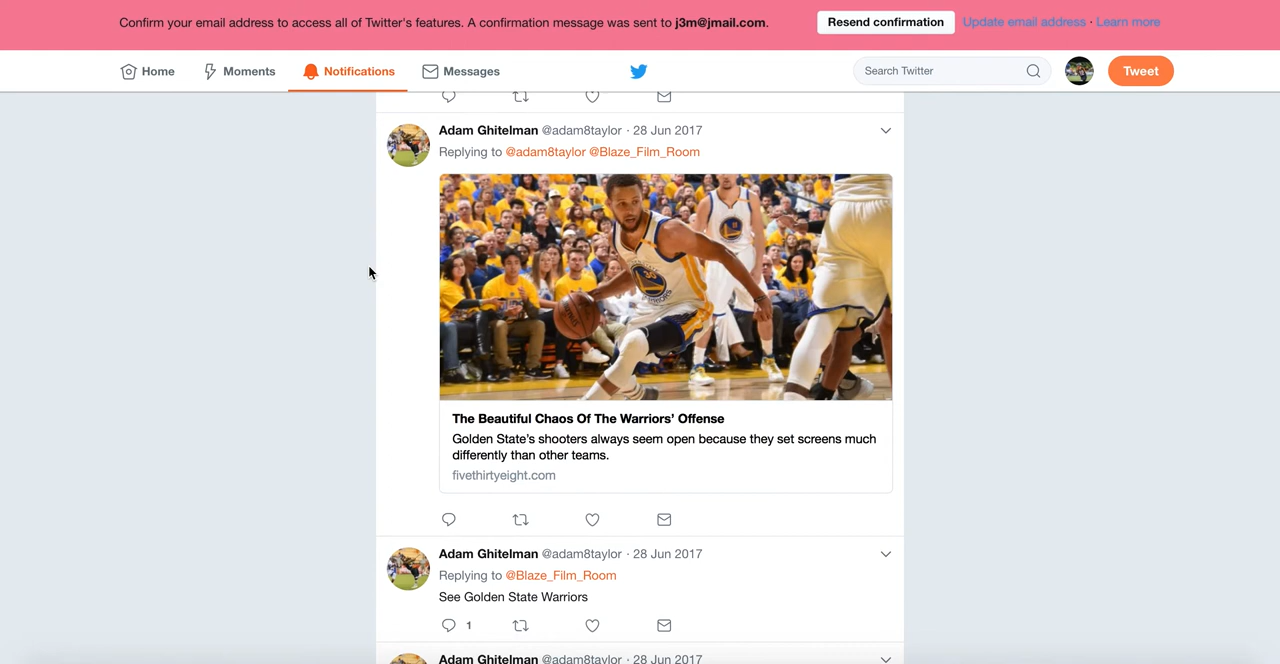 Confirm your email address to access all of Twitter's features. A confirmation message was sent to j3m@jmail.com.
Resend confirmation
Update email address · Learn more
Home
Moments
Notifications
Messages
Search Twitter
Tweet
Adam Ghitelman @adam8taylor · 28 Jun 2017
Replying to @adam8taylor @Blaze_Film_Room
WARRIORS
30
The Beautiful Chaos Of The Warriors' Offense
Golden State's shooters always seem open because they set screens much
differently than other teams.
fivethirtyeight.com
Adam Ghitelman @adam8taylor · 28 Jun 2017
Replying to @Blaze_Film_Room
See Golden State Warriors
1
Adam Ghitelman @adam8taylor · 28 Jun 2017